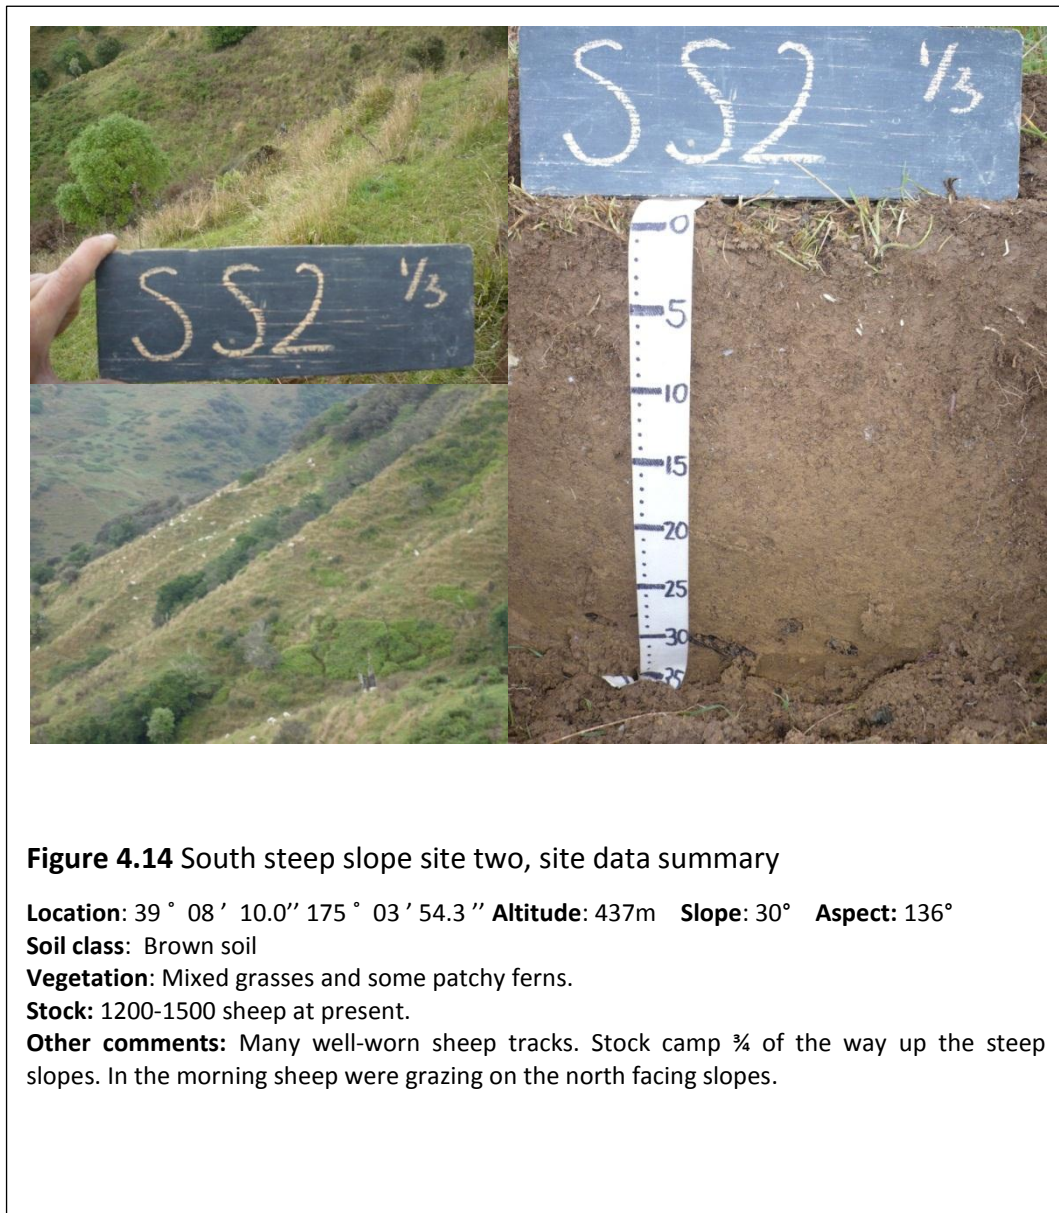 SS2 1/3
SS2 1/3
0
5
10
15
20
25
30
35
Figure 4.14 South steep slope site two, site data summary
Location: 39 ° 08 ’ 10.0’’ 175 ° 03 ’ 54.3 ’’ Altitude: 437m Slope: 30° Aspect: 136°
Soil class: Brown soil
Vegetation: Mixed grasses and some patchy ferns.
Stock: 1200-1500 sheep at present.
Other comments: Many well-worn sheep tracks. Stock camp ¾ of the way up the steep
slopes. In the morning sheep were grazing on the north facing slopes.